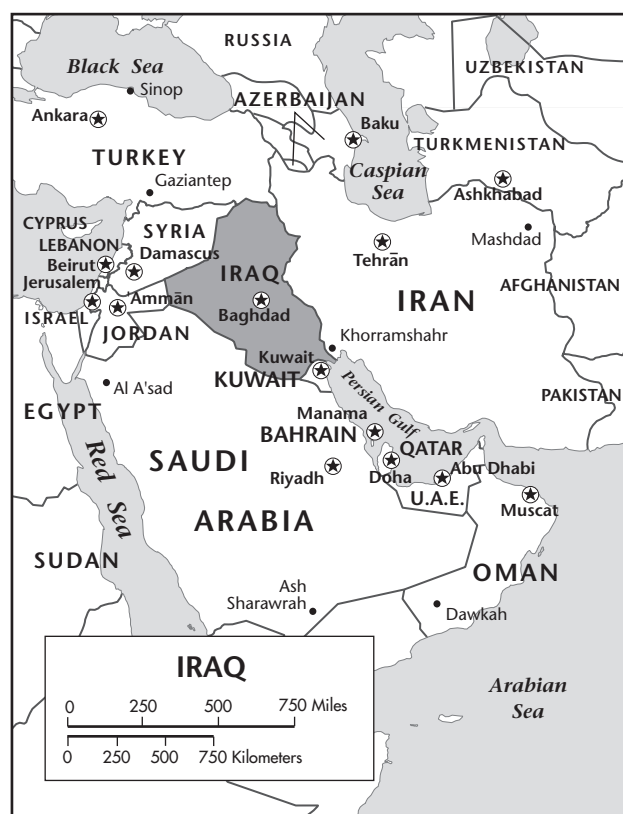 RUSSIA
Black Sea
UZBEKISTAN
Sinop
AZERBAIJAN
Ankara
Baku
TURKMENISTAN
TURKEY
Caspian
Sea
Gaziantep
Ashkhabad
CYPRUS
SYRIA
Mashdad
LEBANON
Damascus
Beirut
Tehrān
IRAQ
Jerusalem
AFGHANISTAN
'Ammān
Baghdad
IRAN
ISRAEL
JORDAN
Khorramshahr
Kuwait
KUWAIT
Al A'sad
PAKISTAN
EGYPT
Persian Gulf
Manama
BAHRAIN
Red Sea
QATAR
SAUDI
Riyadh
Doha
Abu Dhabi
U.A.E.
Muscat
ARABIA
SUDAN
OMAN
Ash
Sharawrah
Dawkah
IRAQ
Arabian
Sea
0 250 500 750 Miles
0 250 500 750 Kilometers